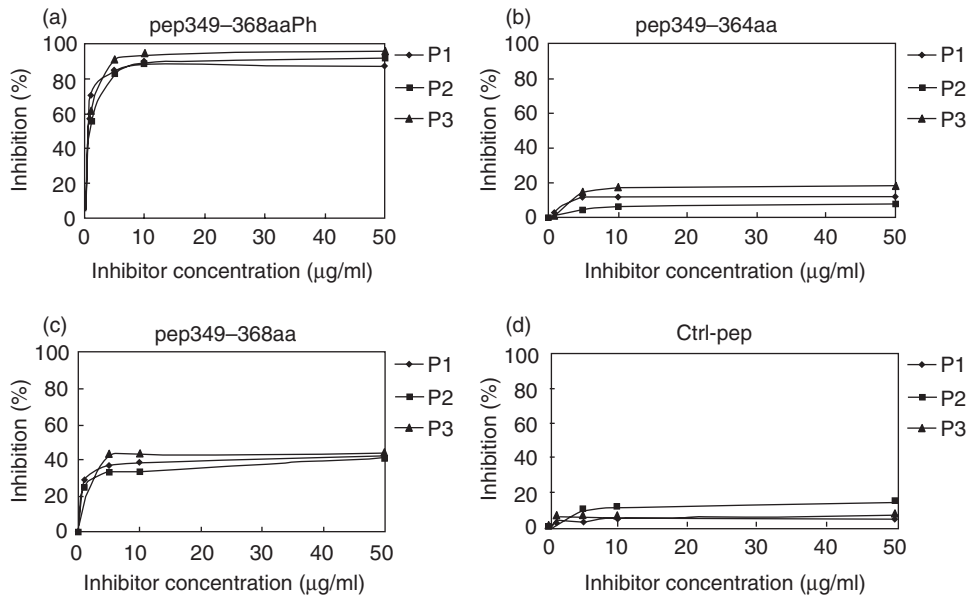 (a)
pep349–368aaPh
100
80
60
40
20
0
Inhibition (%)
0 10 20 30 40 50
Inhibitor concentration (μg/ml)
P1
P2
P3
(b)
pep349–364aa
100
80
60
40
20
0
Inhibition (%)
0 10 20 30 40 50
Inhibitor concentration (μg/ml)
P1
P2
P3
(c)
pep349–368aa
100
80
60
40
20
0
Inhibition (%)
0 10 20 30 40 50
Inhibitor concentration (μg/ml)
P1
P2
P3
(d)
Ctrl-pep
100
80
60
40
20
0
Inhibition (%)
0 10 20 30 40 50
Inhibitor concentration (μg/ml)
P1
P2
P3